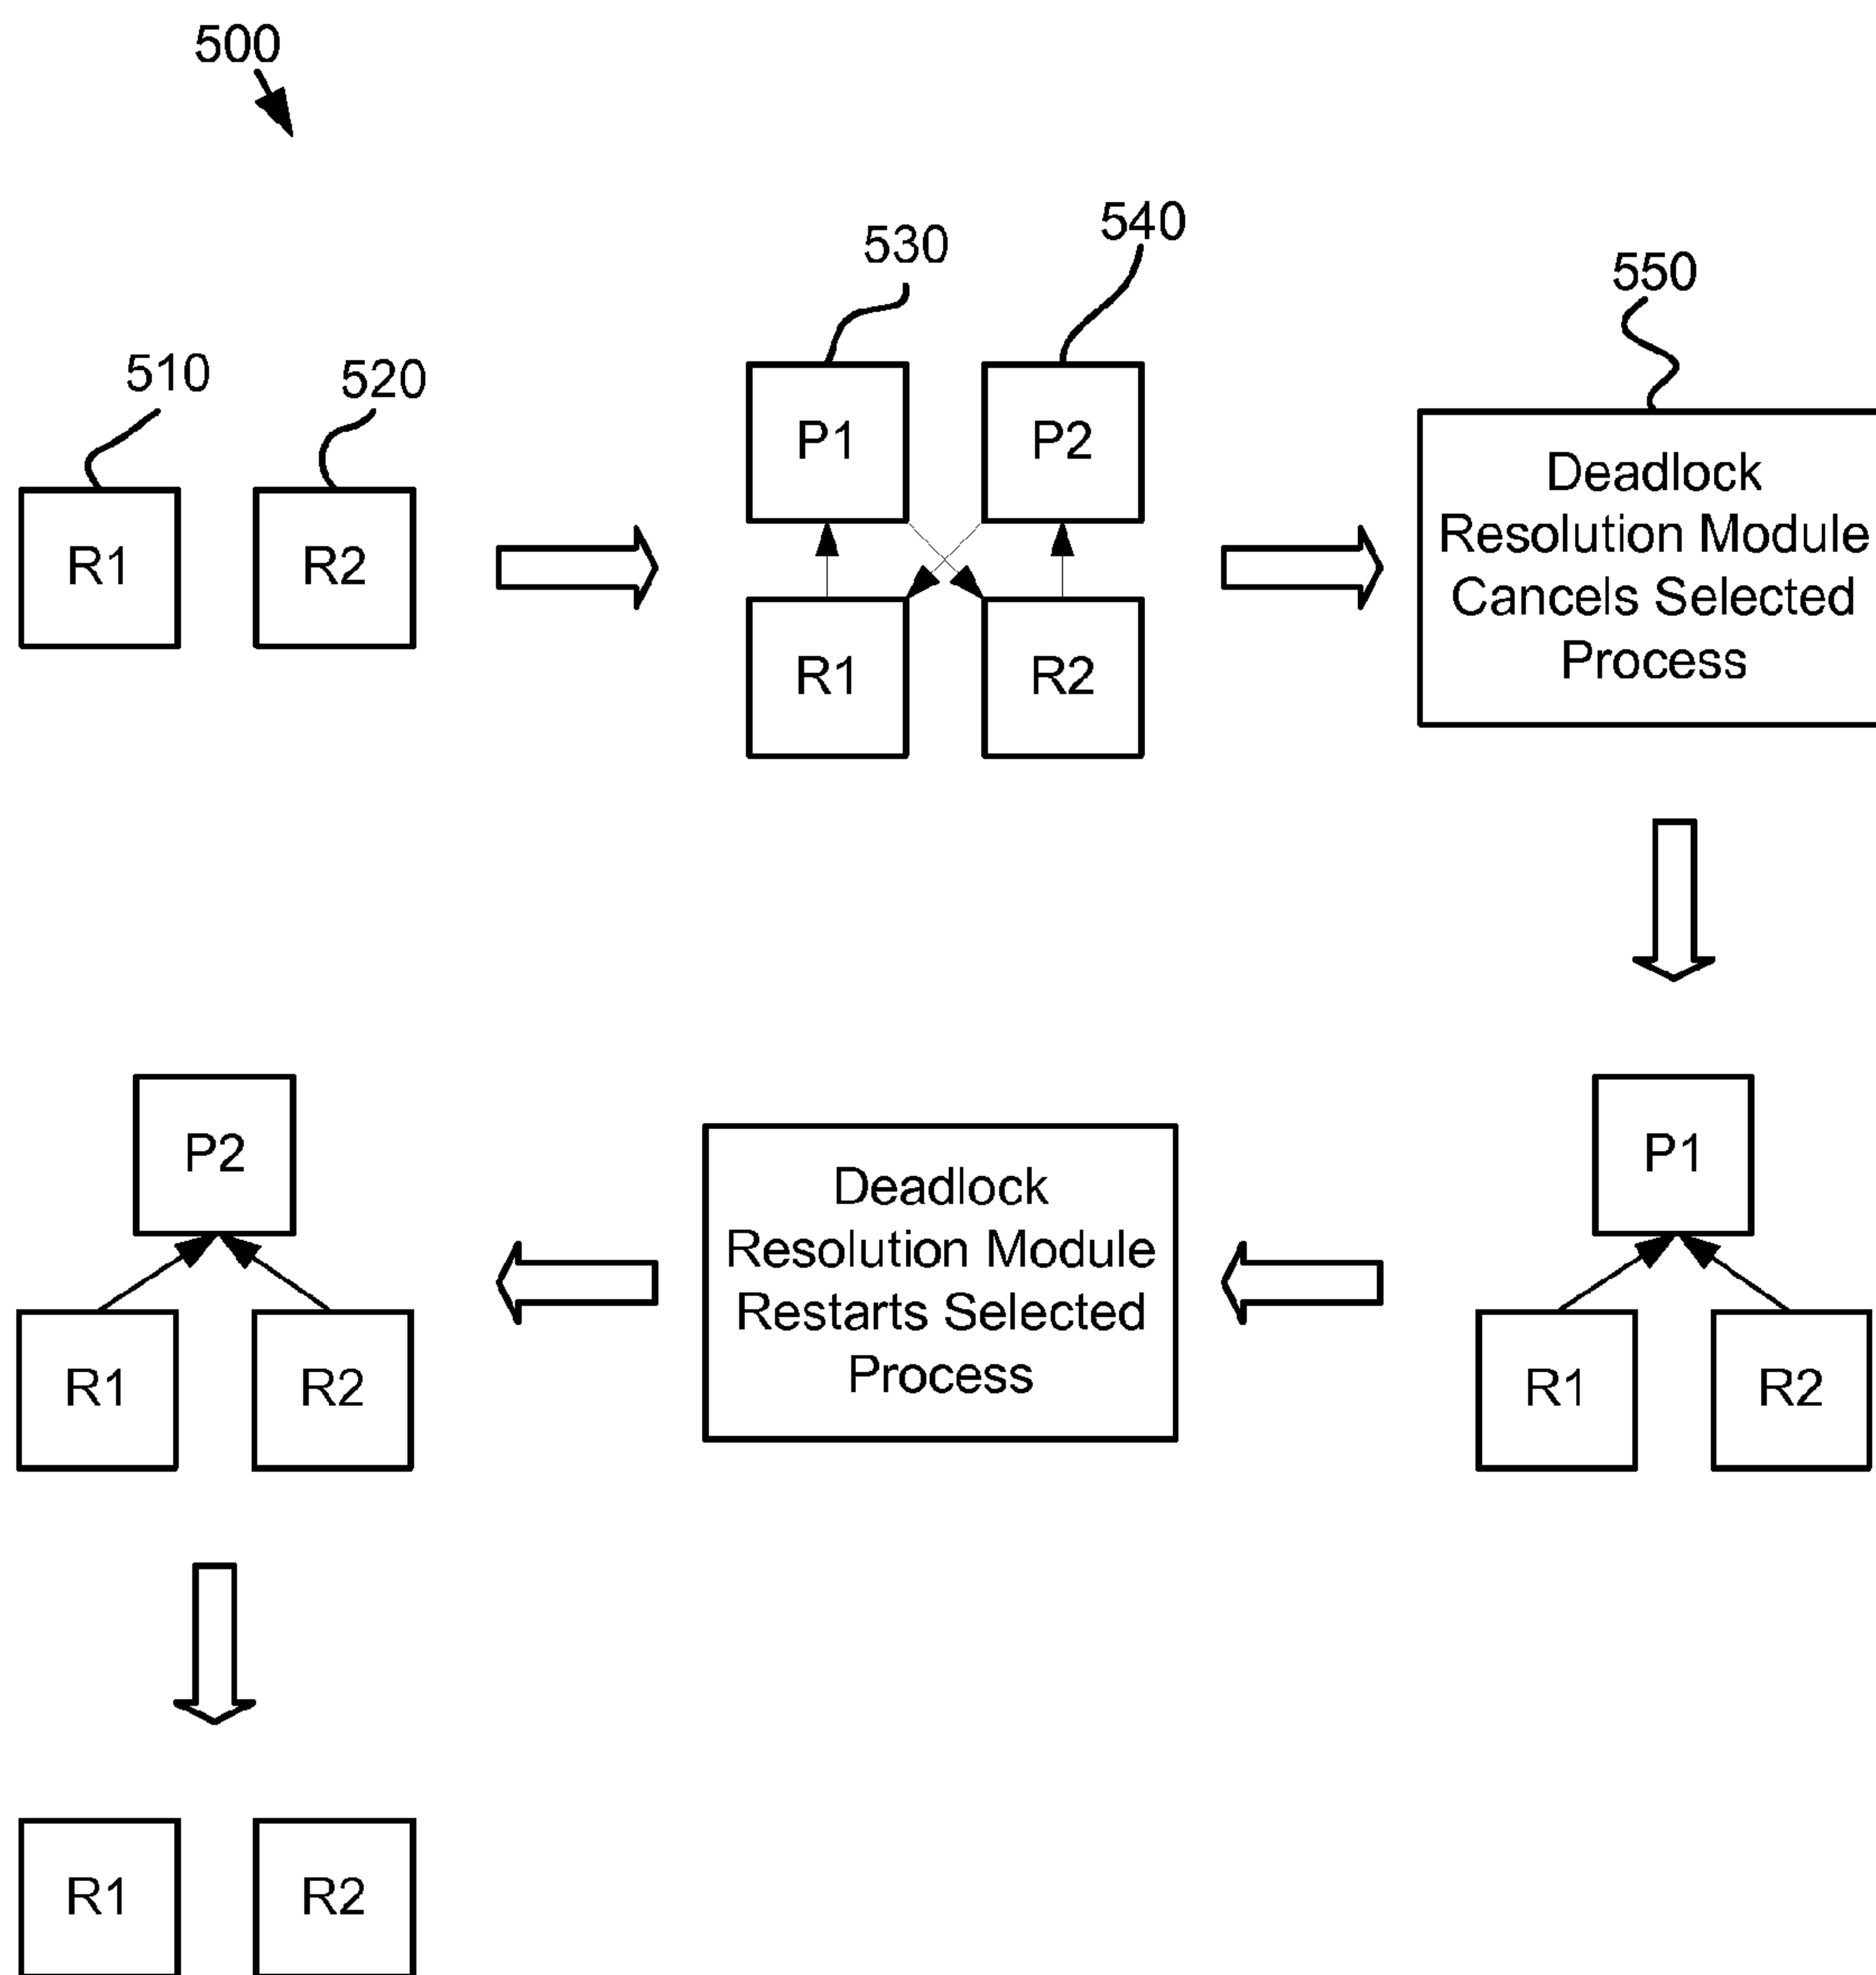 500
530
540
550
510
520
R1
R2
P1
P2
R1
R2
Deadlock
Resolution Module
Cancels Selected
Process
P2
R1
R2
Deadlock
Resolution Module
Restarts Selected
Process
P1
R1
R2
R1
R2